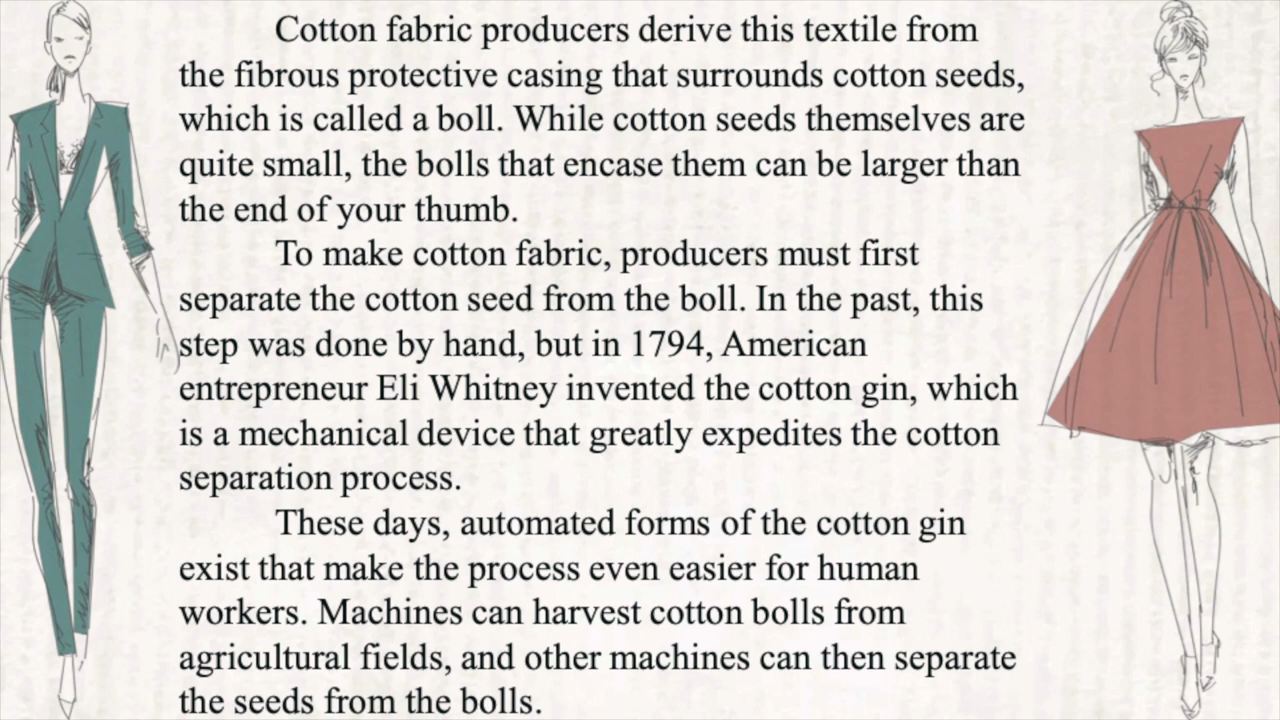 Cotton fabric producers derive this textile from
the fibrous protective casing that surrounds cotton seeds,
which is called a boll. While cotton seeds themselves are
quite small, the bolls that encase them can be larger than
the end of your thumb.
To make cotton fabric, producers must first
separate the cotton seed from the boll. In the past, this
step was done by hand, but in 1794, American
entrepreneur Eli Whitney invented the cotton gin, which
is a mechanical device that greatly expedites the cotton
separation process.
These days, automated forms of the cotton gin
exist that make the process even easier for human
workers. Machines can harvest cotton bolls from
agricultural fields, and other machines can then separate
the seeds from the bolls.